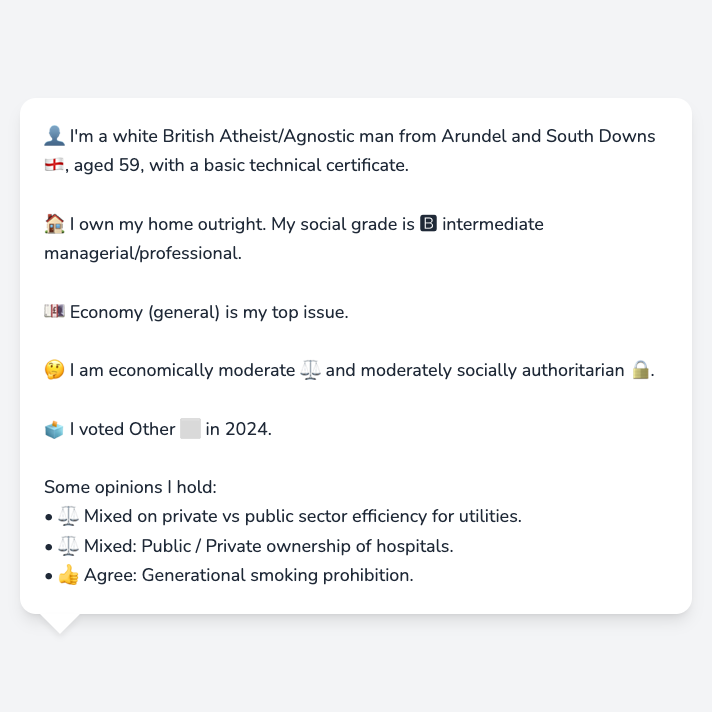 👤 I'm a white British Atheist/Agnostic man from Arundel and South Downs
🏴󠁧󠁢󠁥󠁮󠁧󠁿, aged 59, with a basic technical certificate.
🏠 I own my home outright. My social grade is 🅱 intermediate
managerial/professional.
💷 Economy (general) is my top issue.
🤔 I am economically moderate ⚖️ and moderately socially authoritarian 🔒.
🗳️ I voted Other ⬜ in 2024.
Some opinions I hold:
• ⚖️ Mixed on private vs public sector efficiency for utilities.
• ⚖️ Mixed: Public / Private ownership of hospitals.
• 👍 Agree: Generational smoking prohibition.